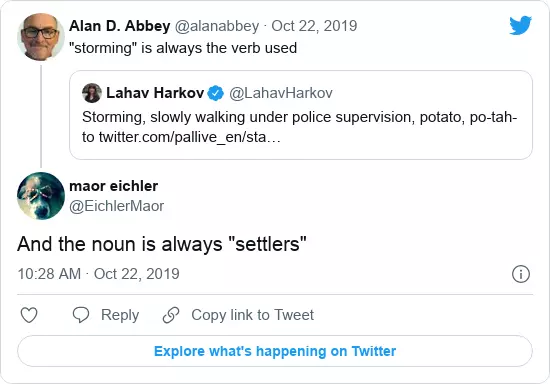 Alan D. Abbey @alanabbey · Oct 22, 2019
"storming" is always the verb used
Lahav Harkov @LahavHarkov
Storming, slowly walking under police supervision, potato, po-tah-
to twitter.com/pallive_en/sta…
maor eichler
@EichlerMaor
And the noun is always "settlers"
10:28 AM · Oct 22, 2019
Reply
Copy link to Tweet
Explore what's happening on Twitter